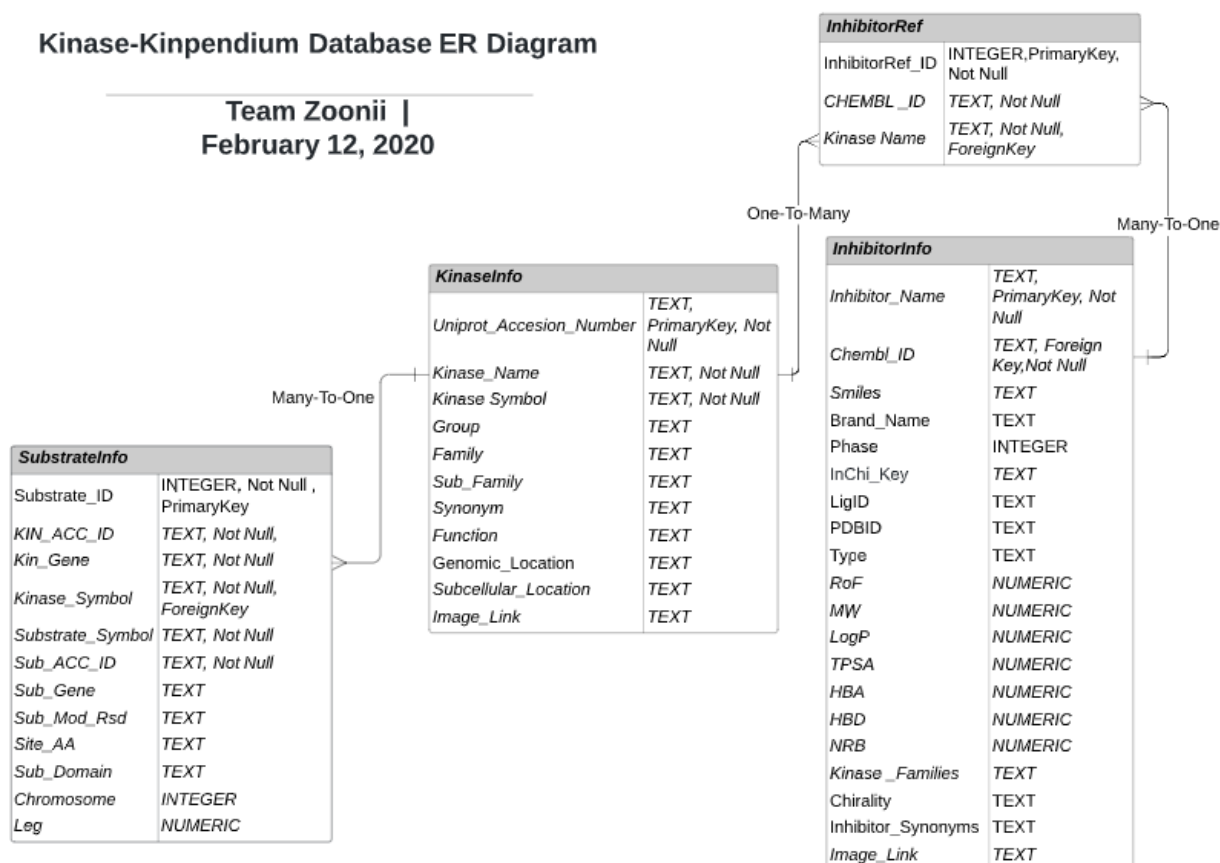 Kinase-Kinpendium Database ER Diagram
Team Zoonii |
February 12, 2020
InhibitorRef
InhibitorRef_ID INTEGER,PrimaryKey,
Not Null
CHEMBL _ID TEXT, Not Null
Kinase Name TEXT, Not Null,
ForeignKey
One-To-Many
Many-To-One
InhibitorInfo
Inhibitor_Name TEXT,
PrimaryKey, Not
Null
Chembl_ID TEXT, Foreign
Key,Not Null
Smiles TEXT
Brand_Name TEXT
Phase INTEGER
InChi_Key TEXT
LigID TEXT
PDBID TEXT
Type TEXT
RoF NUMERIC
MW NUMERIC
LogP NUMERIC
TPSA NUMERIC
HBA NUMERIC
HBD NUMERIC
NRB NUMERIC
Kinase _Families TEXT
Chirality TEXT
Inhibitor_Synonyms TEXT
Image_Link TEXT
KinaseInfo
Uniprot_Accesion_Number TEXT,
PrimaryKey, Not
Null
Kinase_Name TEXT, Not Null
Kinase Symbol TEXT, Not Null
Group TEXT
Family TEXT
Sub_Family TEXT
Synonym TEXT
Function TEXT
Genomic_Location TEXT
Subcellular_Location TEXT
Image_Link TEXT
Many-To-One
SubstrateInfo
Substrate_ID INTEGER, Not Null ,
PrimaryKey
KIN_ACC_ID TEXT, Not Null,
Kin_Gene TEXT, Not Null
Kinase_Symbol TEXT, Not Null,
ForeignKey
Substrate_Symbol TEXT, Not Null
Sub_ACC_ID TEXT, Not Null
Sub_Gene TEXT
Sub_Mod_Rsd TEXT
Site_AA TEXT
Sub_Domain TEXT
Chromosome INTEGER
Leg NUMERIC